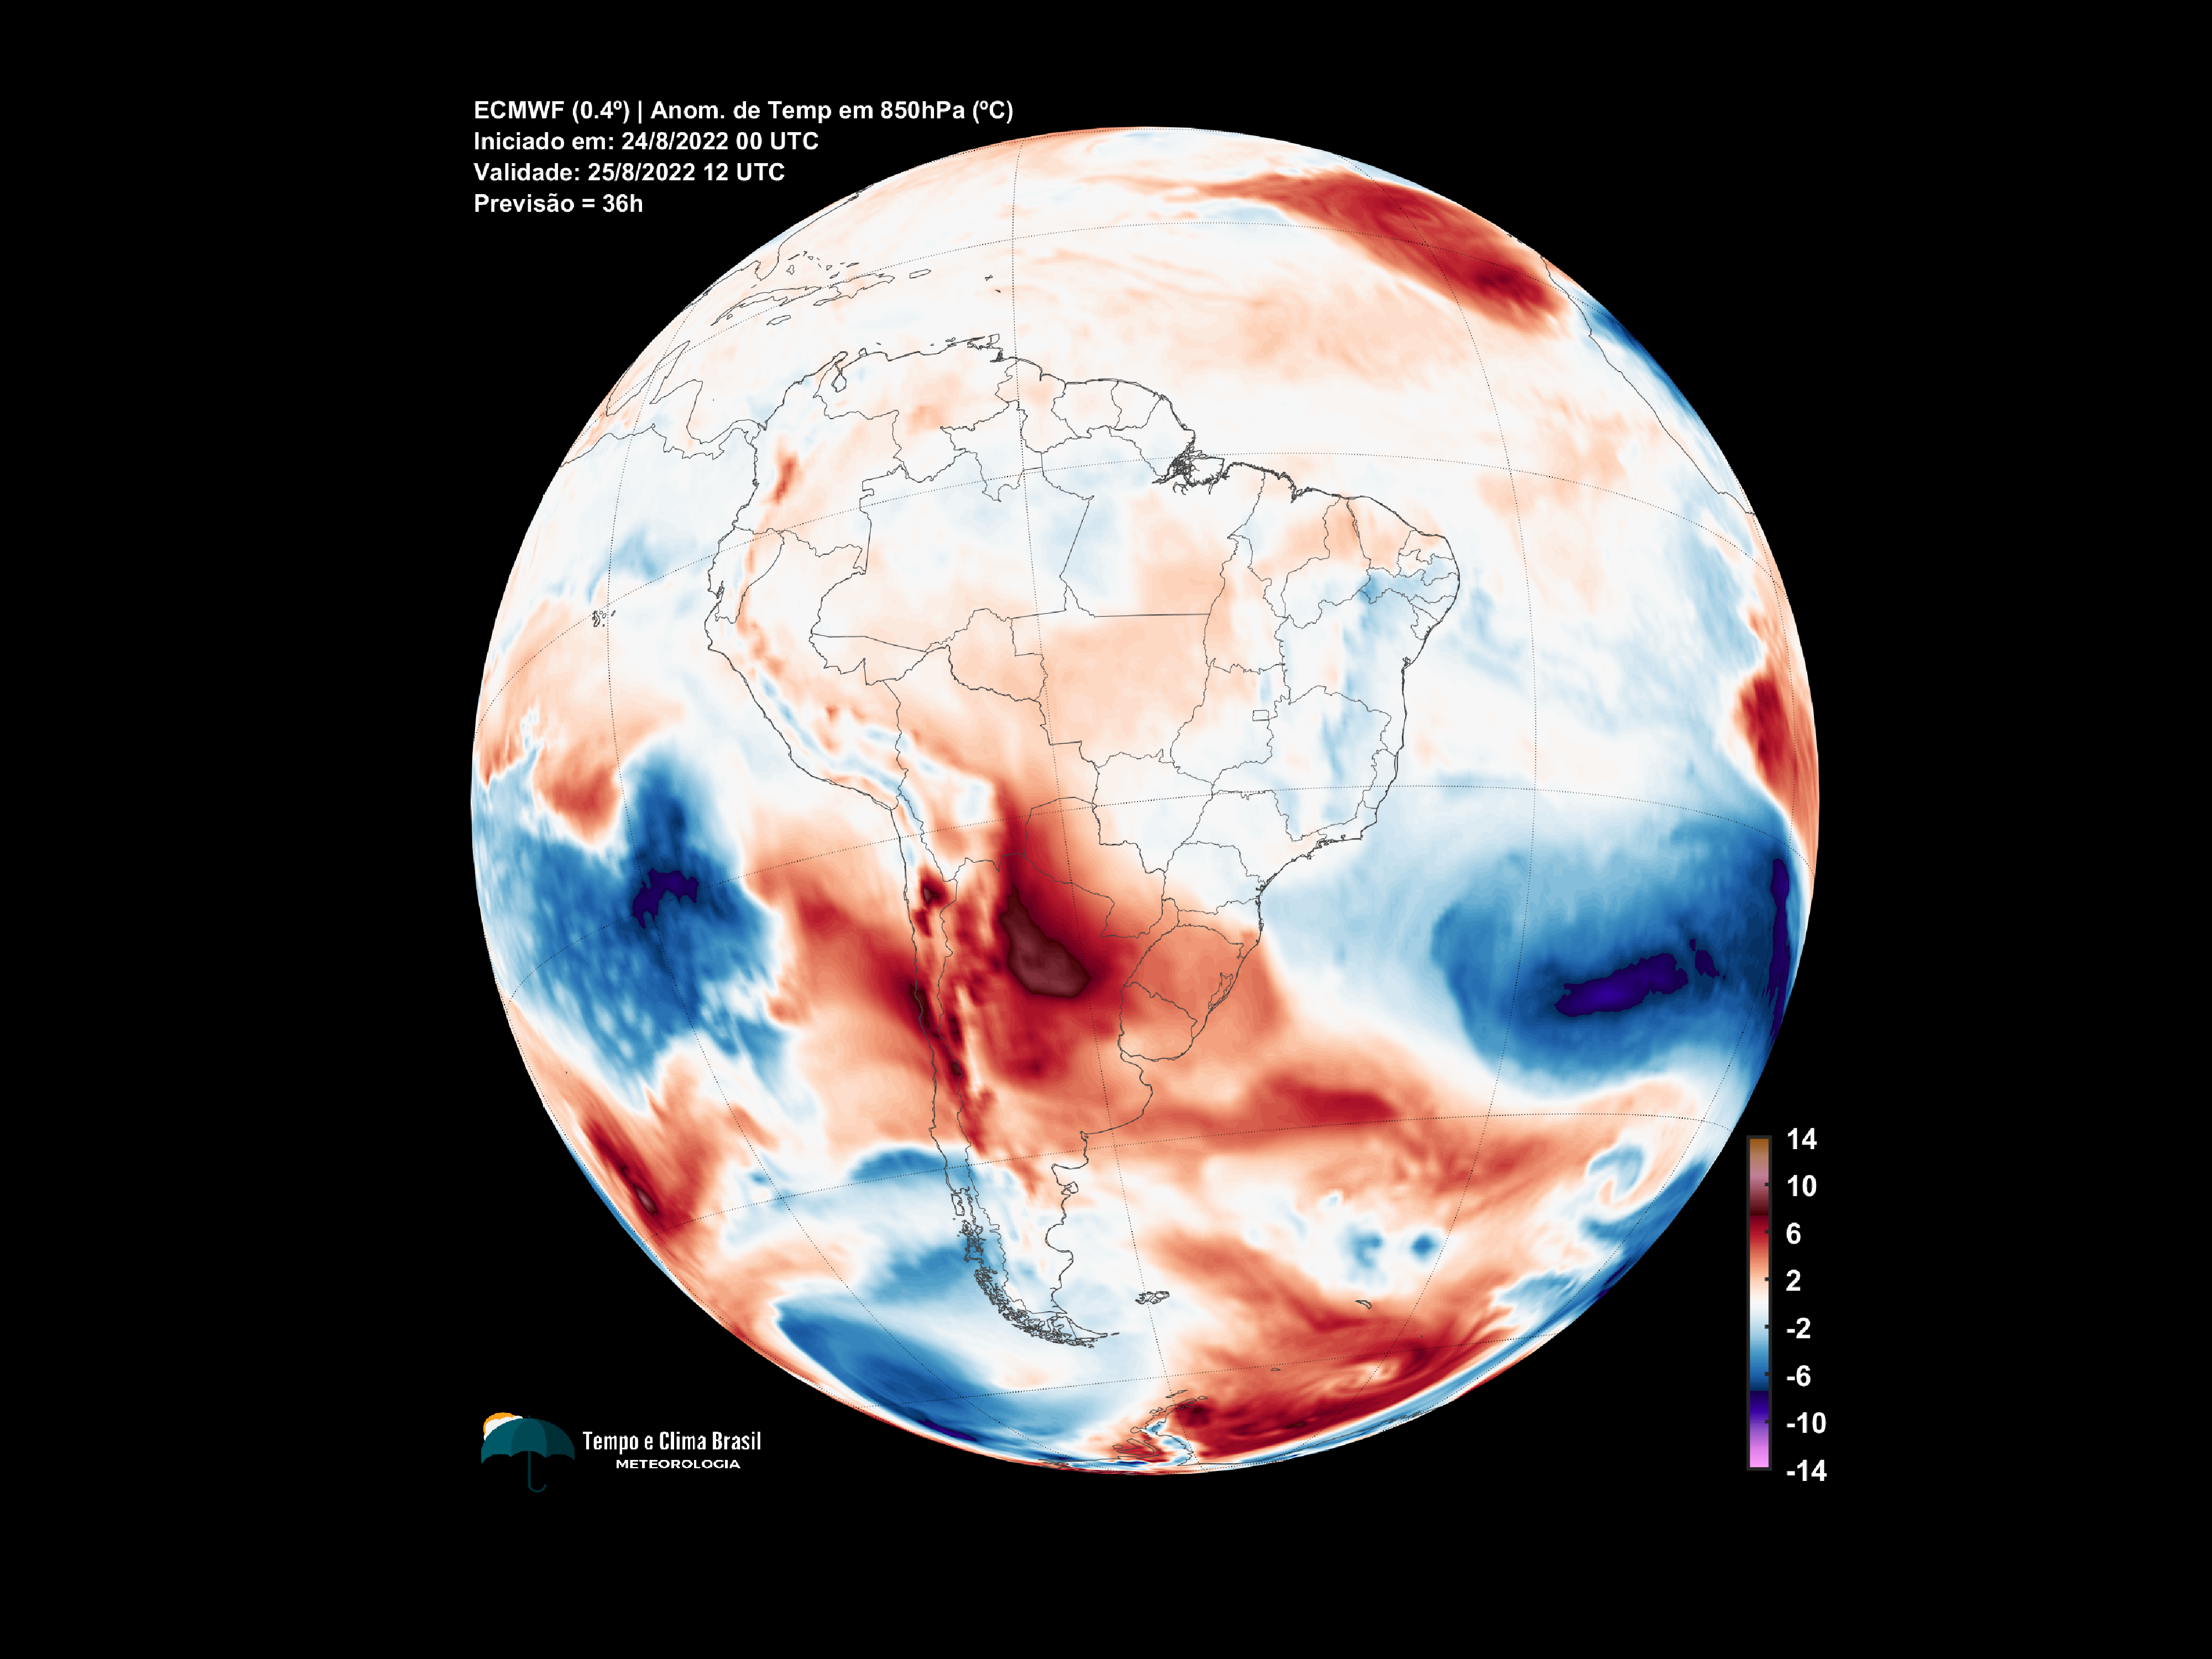 ECMWF (0.4º) | Anom. de Temp em 850hPa (ºC)
Iniciado em: 24/8/2022 00 UTC
Validade: 25/8/2022 12 UTC
Previsão = 36h
14
10
6
2
-2
-6
-10
-14
Tempo e Clima Brasil
METEOROLOGIA